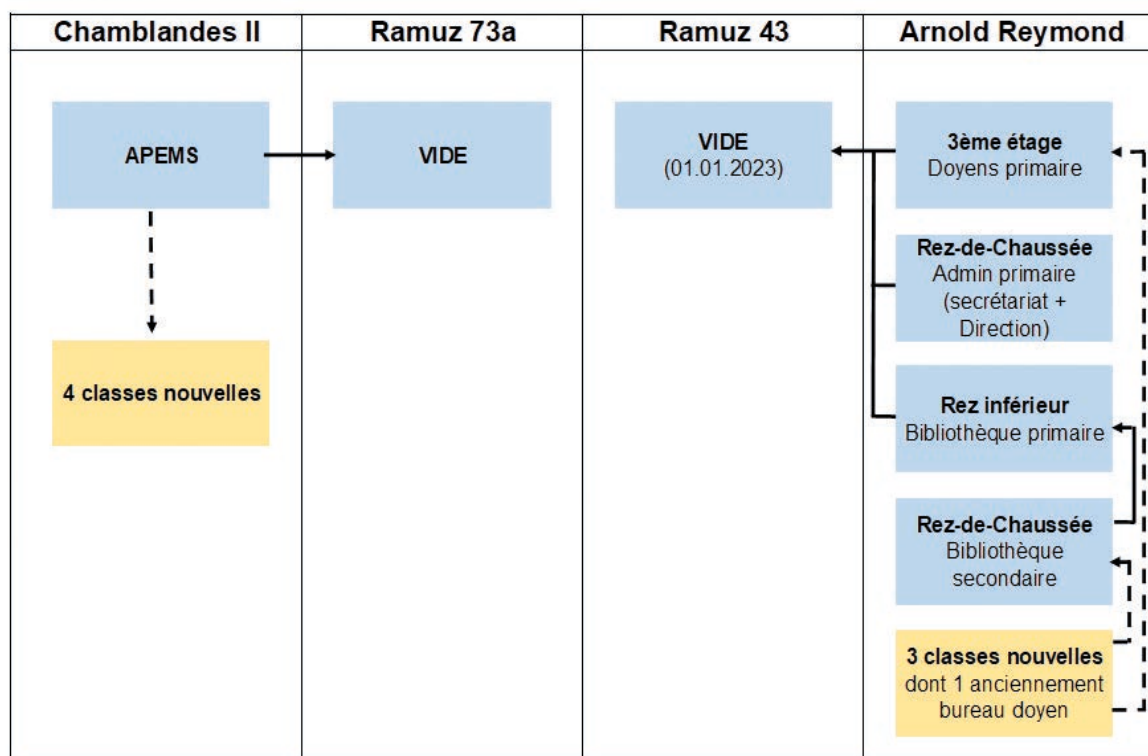 Chamblandes II
Ramuz 73a
Ramuz 43
Arnold Reymond
APEMS
VIDE
VIDE
(01.01.2023)
3ème étage
Doyens primaire
Rez-de-Chaussée
Admin primaire
(secrétariat +
Direction)
4 classes nouvelles
Rez inférieur
Bibliothèque primaire
Rez-de-Chaussée
Bibliothèque
secondaire
3 classes nouvelles
dont 1 anciennement
bureau doyen